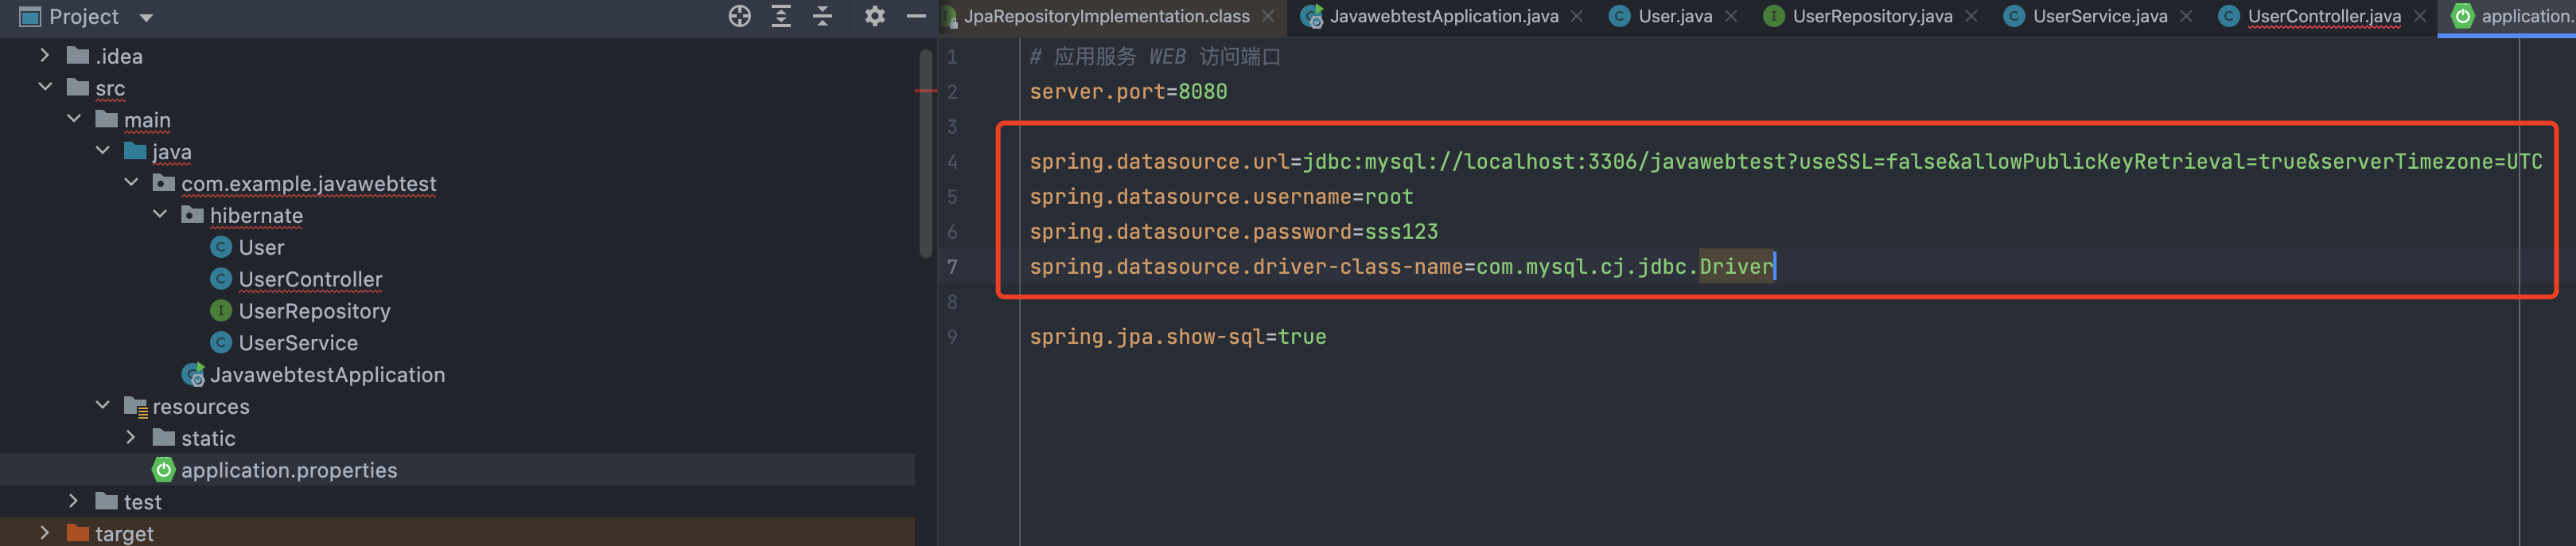 Project
JpaRepositoryImplementation.class
JavawebtestApplication.java
User.java
UserRepository.java
UserService.java
UserController.java
application.
.idea
src
main
java
com.example.javawebtest
hibernate
User
UserController
UserRepository
UserService
JavawebtestApplication
resources
static
application.properties
test
target
1 # 应用服务 WEB 访问端口
2 server.port=8080
3
4 spring.datasource.url=jdbc:mysql://localhost:3306/javawebtest?useSSL=false&allowPublicKeyRetrieval=true&serverTimezone=UTC
5 spring.datasource.username=root
6 spring.datasource.password=sss123
7 spring.datasource.driver-class-name=com.mysql.cj.jdbc.Driver
8
9 spring.jpa.show-sql=true